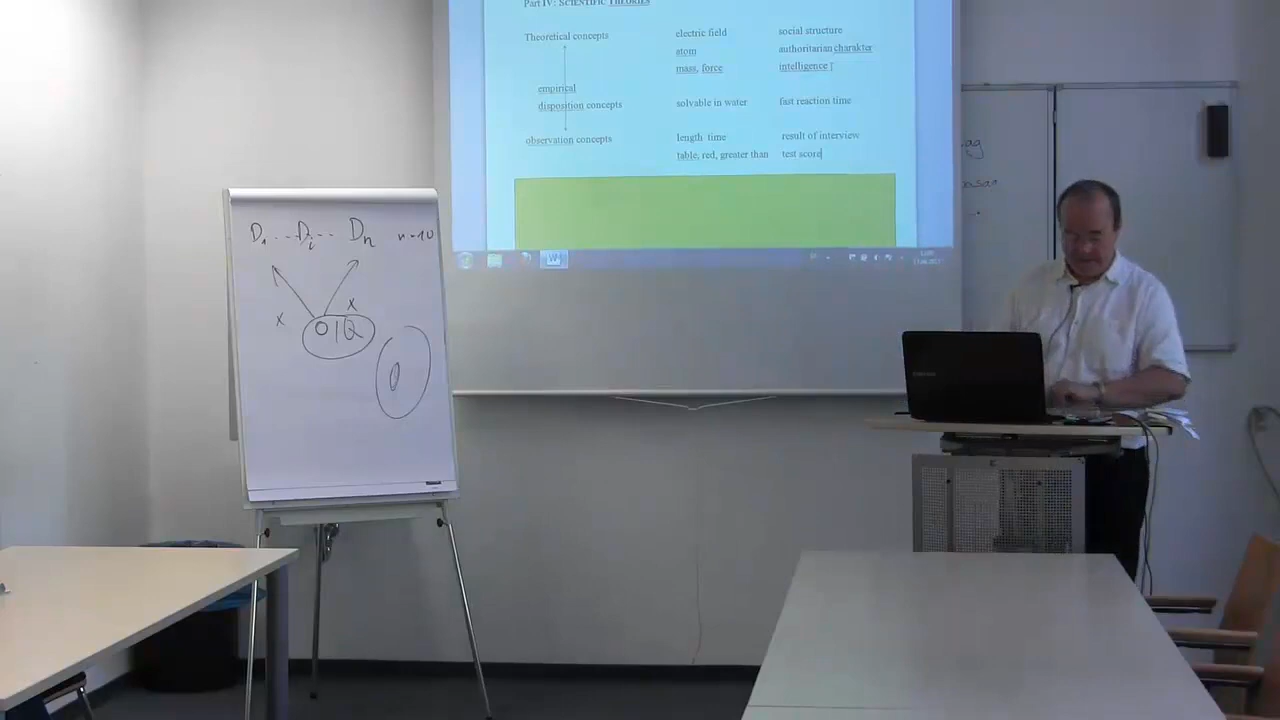 Part IV: SCIENTIFIC THEORIES
Theoretical concepts electric field social structure
atom authoritarian charakter
mass, force intelligence
empirical
disposition concepts solvable in water fast reaction time
observation concepts length time result of interview
table, red, greater than test score
D1 ... Di ... Dn n=10
x x
O | Q